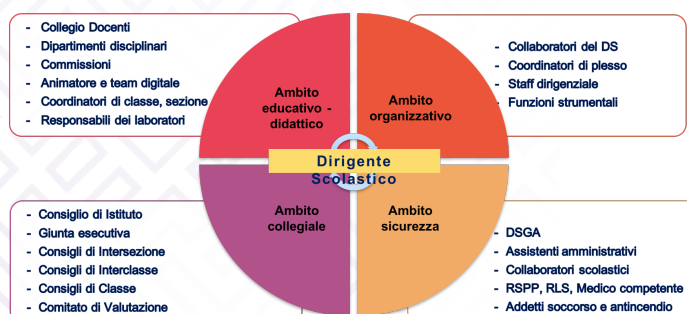 - Collegio Docenti
- Dipartimenti disciplinari
- Commissioni
- Animatore e team digitale
- Coordinatori di classe, sezione
- Responsabili dei laboratori
Ambito
educativo -
didattico
Ambito
organizzativo
- Collaboratori del DS
- Coordinatori di plesso
- Staff dirigenziale
- Funzioni strumentali
Dirigente
Scolastico
- Consiglio di Istituto
- Giunta esecutiva
- Consigli di Intersezione
- Consigli di Interclasse
- Consigli di Classe
- Comitato di Valutazione
Ambito
collegiale
Ambito
sicurezza
- DSGA
- Assistenti amministrativi
- Collaboratori scolastici
- RSPP, RLS, Medico competente
- Addetti soccorso e antincendio